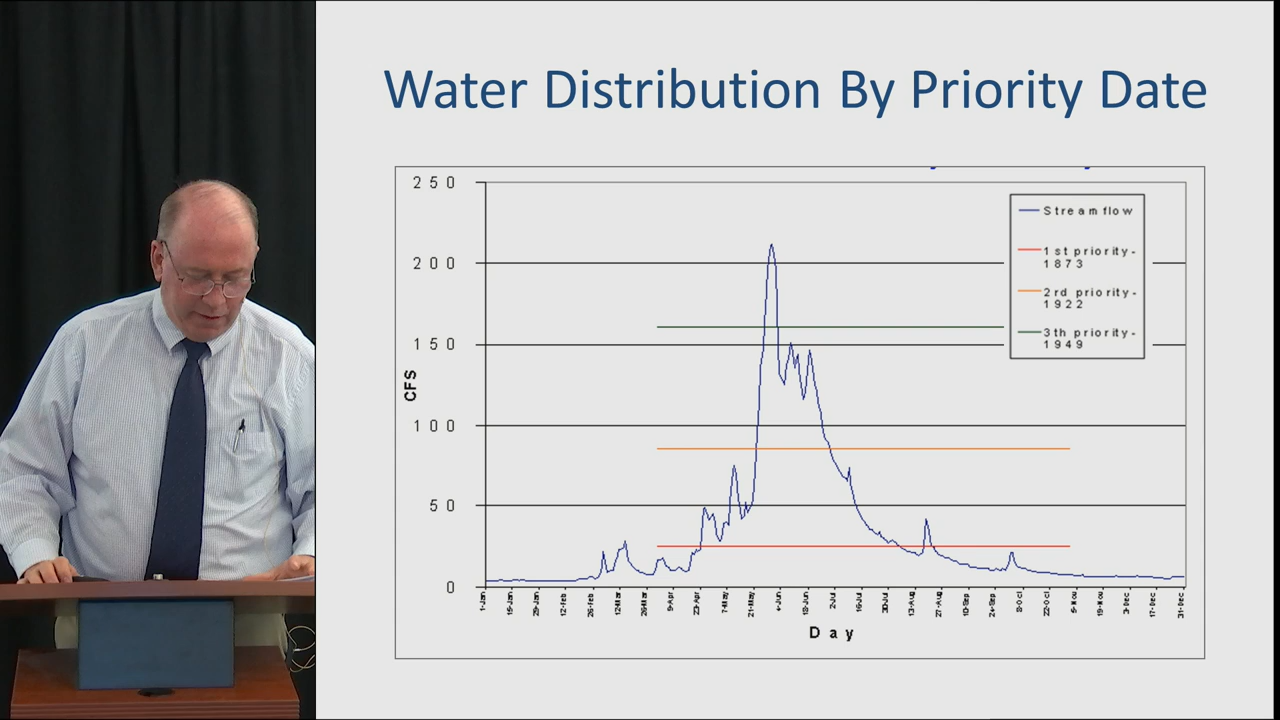 Water Distribution By Priority Date
250
200
150
100
50
0
CFS
Stream flow
1st priority-
1873
2rd priority-
1922
3th priority-
1949
1-Jan
15-Jan
29-Jan
12-Feb
26-Feb
12-Mar
26-Mar
9-Apr
23-Apr
7-May
21-May
4-Jun
18-Jun
2-Jul
16-Jul
30-Jul
13-Aug
27-Aug
10-Sep
24-Sep
8-Oct
22-Oct
5-Nov
19-Nov
3-Dec
17-Dec
31-Dec
Day